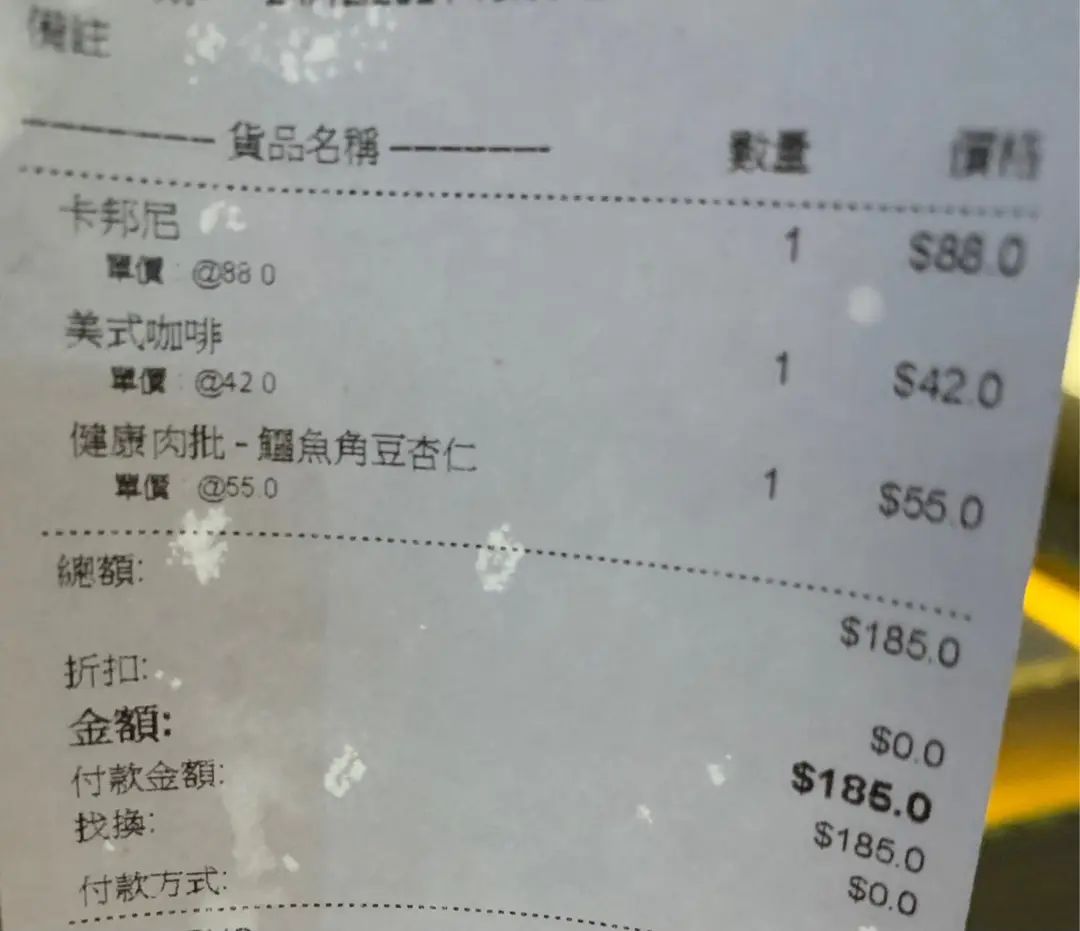 備註
貨品名稱 數量 價格
卡邦尼 1 $88.0
單價 : @88.0
美式咖啡 1 $42.0
單價 : @42.0
健康肉批 - 鱷魚角豆杏仁 1 $55.0
單價 : @55.0
總額: $185.0
折扣: $0.0
金額: $185.0
付款金額: $185.0
找換: $0.0
付款方式: